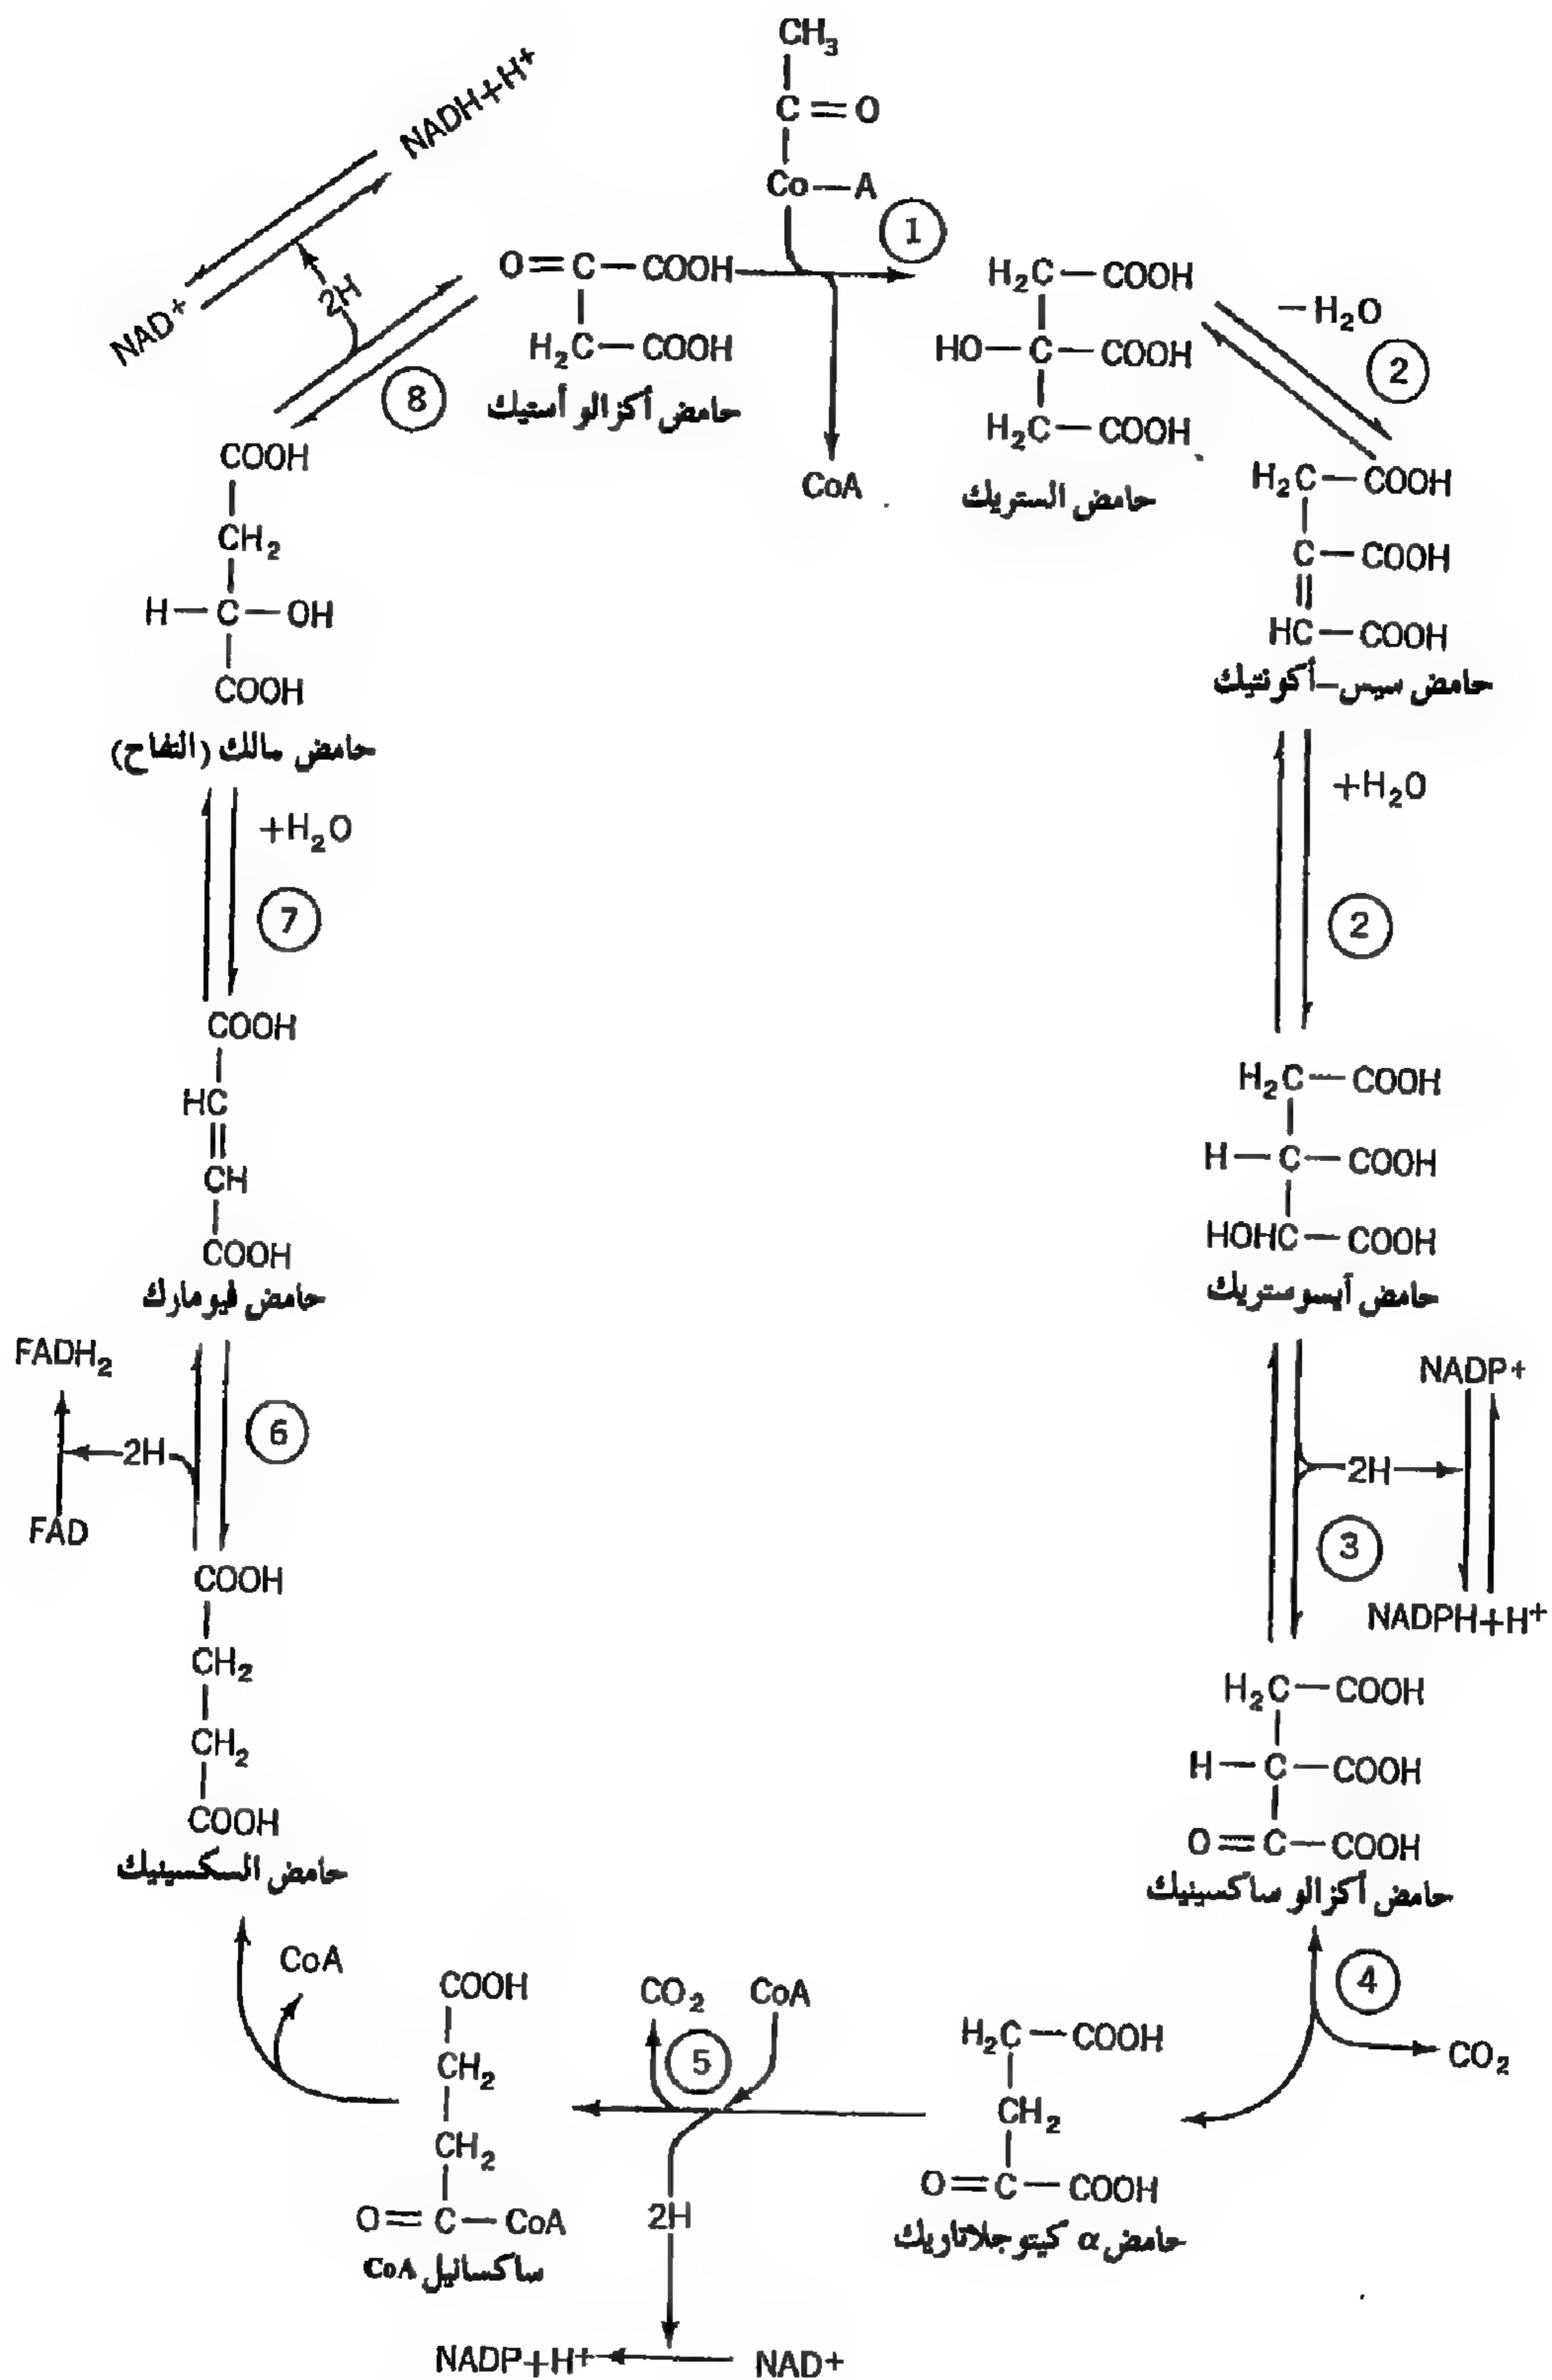 CH₃
C=O
Co—A
①
NADH+H⁺
NAD⁺
2H
⑧
O=C—COOH
H₂C—COOH
حامض أكزالو أستيك
CoA
H₂C—COOH
HO—C—COOH
H₂C—COOH
حامض الستريك
−H₂O
②
H₂C—COOH
C—COOH
HC—COOH
حامض سيس-أكونتيك
+H₂O
②
H₂C—COOH
H—C—COOH
HOHC—COOH
حامض آيسوستريك
NADP+
2H
③
NADPH+H⁺
H₂C—COOH
H—C—COOH
O=C—COOH
حامض أكزالو ساكسينيك
④
CO₂
H₂C—COOH
CH₂
O=C—COOH
حامض α كيتو جلاتاريك
CO₂
CoA
⑤
2H
NADP+H⁺
NAD+
COOH
CH₂
CH₂
O=C—CoA
ساكسانيل CoA
CoA
COOH
CH₂
CH₂
COOH
حامض السكسينيك
FADH₂
2H
⑥
FAD
COOH
HC
CH
COOH
حامض فيومارك
+H₂O
⑦
COOH
CH₂
H—C—OH
COOH
حامض مالك (التفاح)